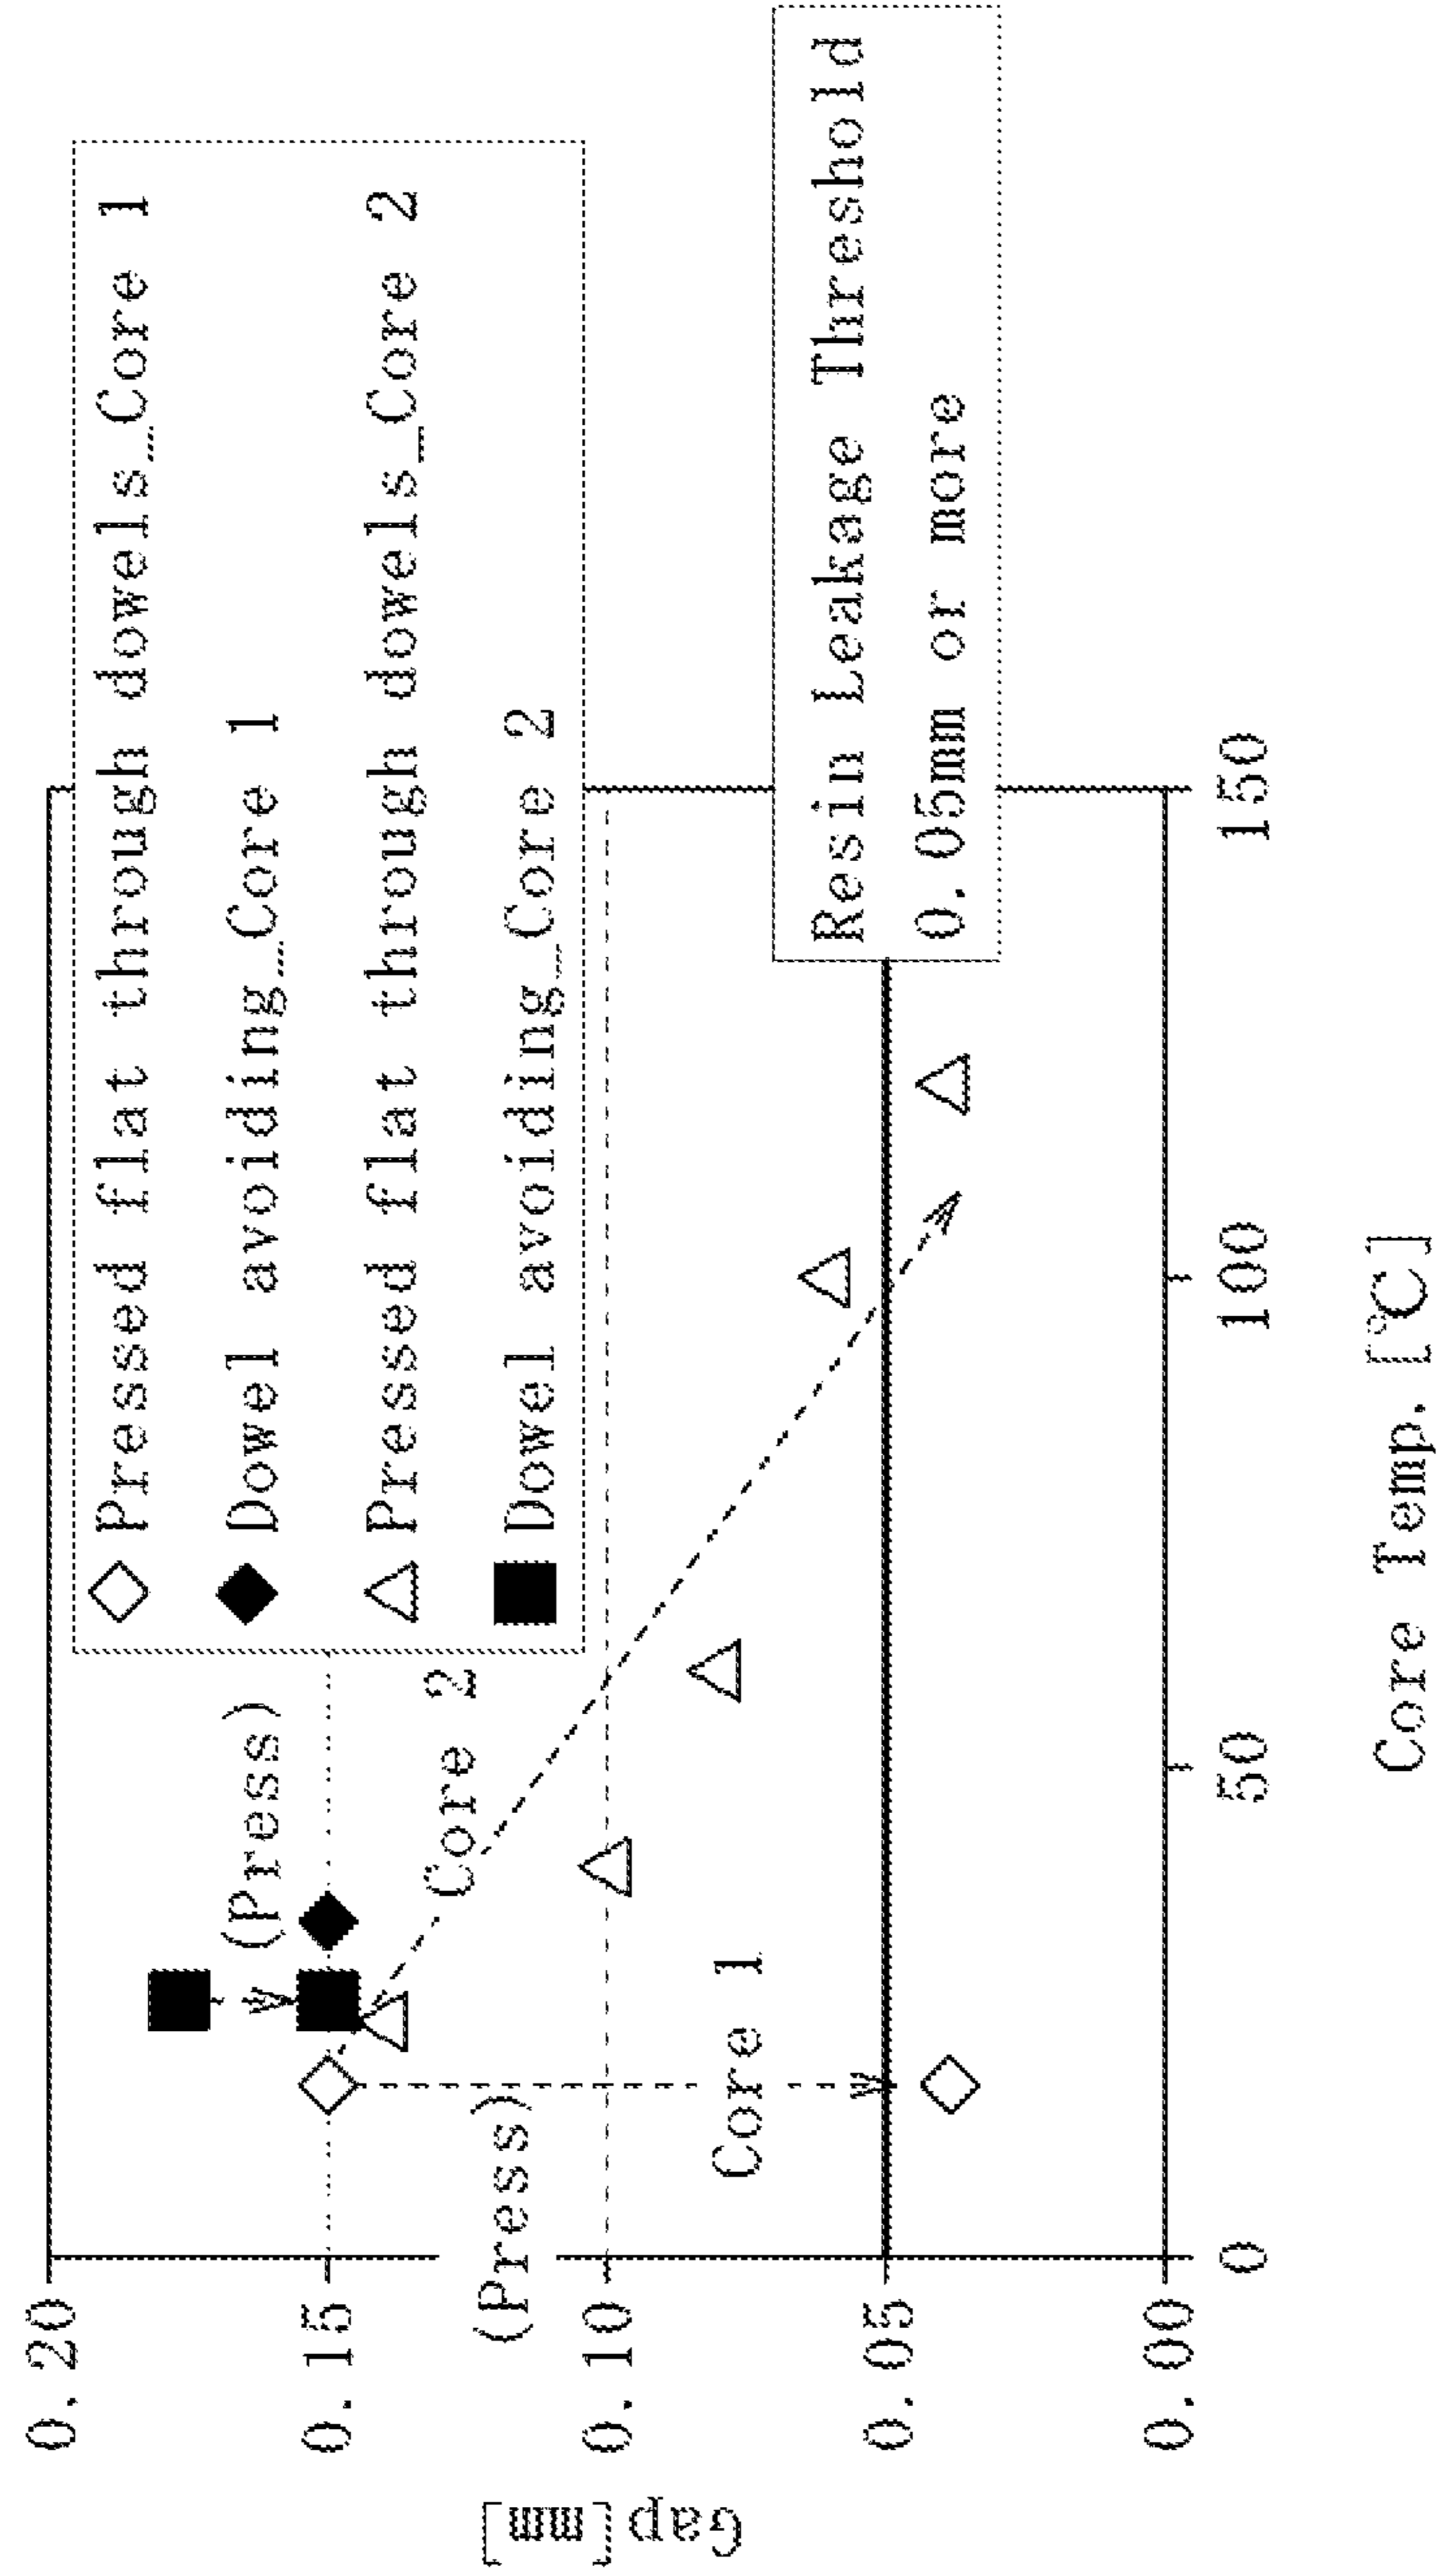 Gap[mm]
0.20
0.15
0.10
0.05
0.00
◇ Pressed flat through dowels_Core 1
◆ Dowel avoiding_Core 1
△ Pressed flat through dowels_Core 2
■ Dowel avoiding_Core 2
(Press)
Core 2
(Press)
Core 1
Resin Leakage Threshold
0.05mm or more
0
50
100
150
Core Temp. [℃]